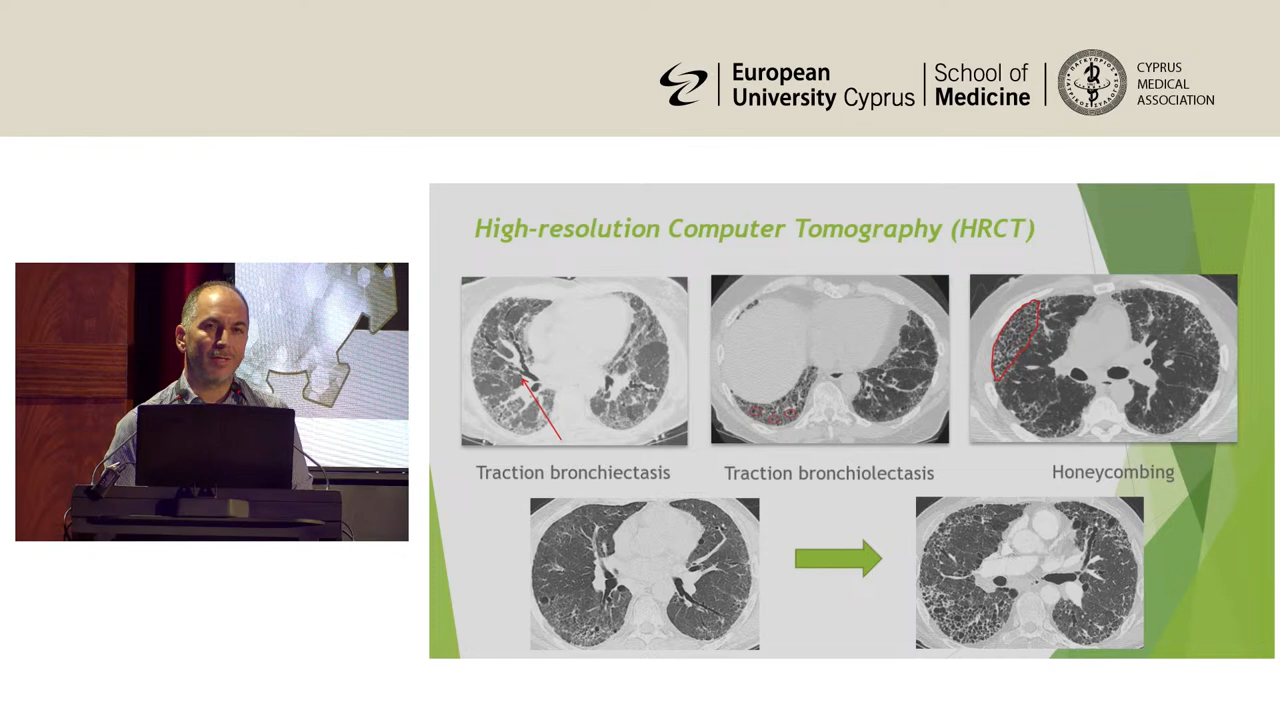 European
University Cyprus
School of
Medicine
CYPRUS
MEDICAL
ASSOCIATION
High-resolution Computer Tomography (HRCT)
Traction bronchiectasis
Traction bronchiolectasis
Honeycombing